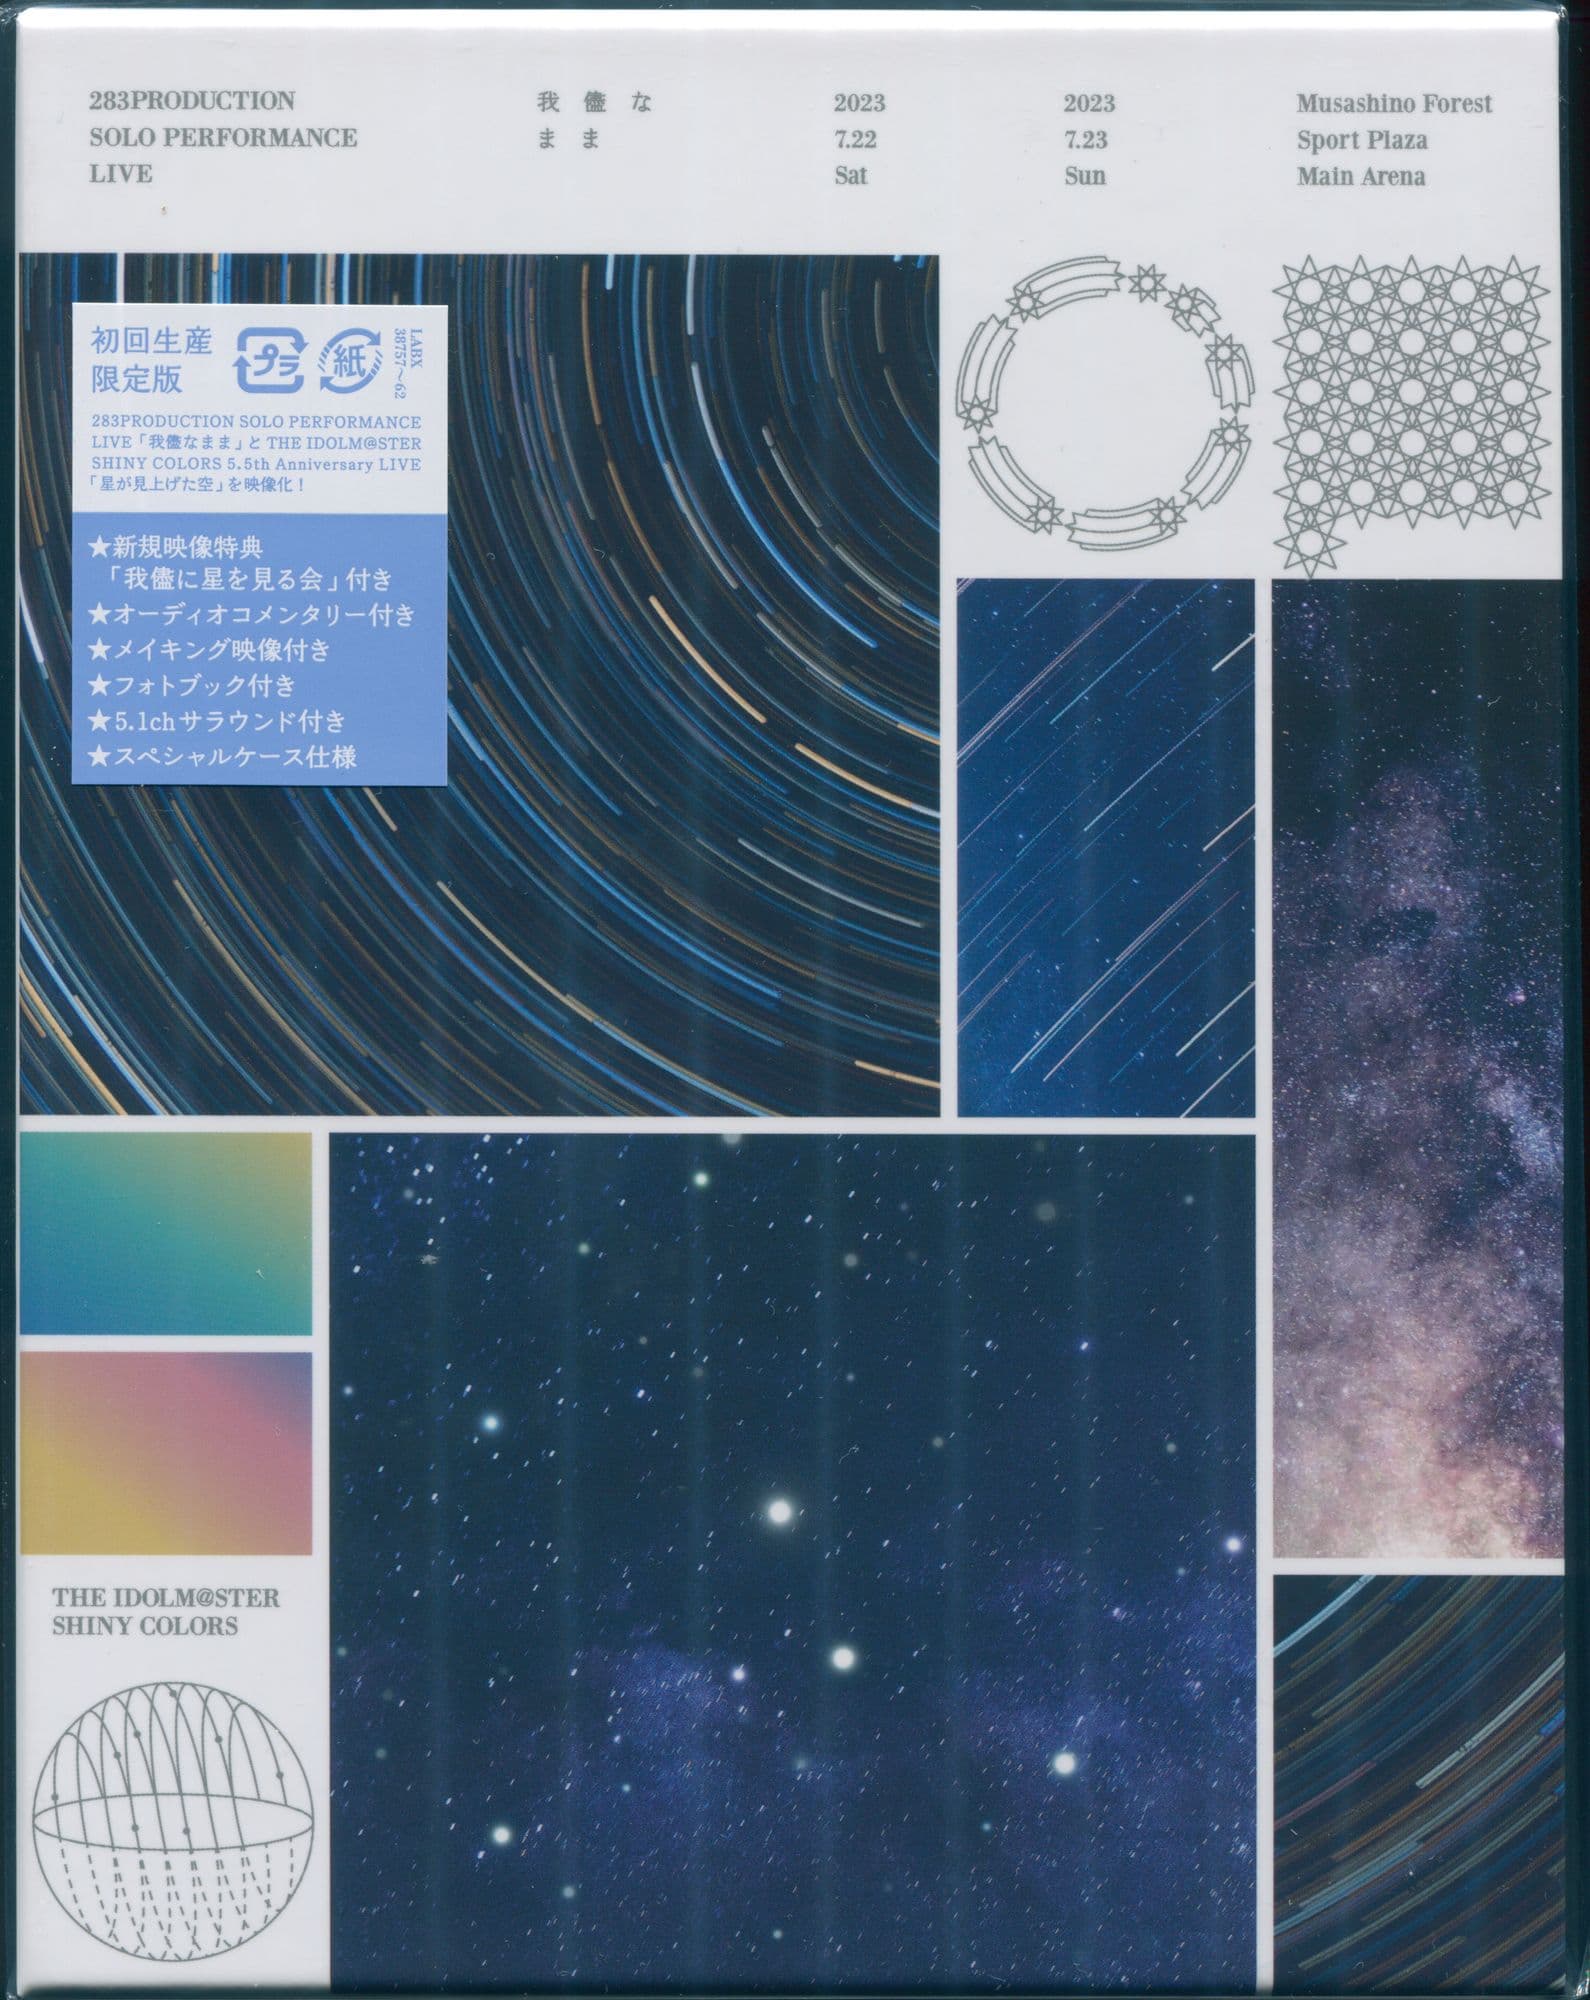 283PRODUCTION
SOLO PERFORMANCE
LIVE
我儘な
まま
2023
7.22
Sat
2023
7.23
Sun
Musashino Forest
Sport Plaza
Main Arena
初回生産
限定版
プラ
紙
LABX
38757～62
283PRODUCTION SOLO PERFORMANCE
LIVE「我儘なまま」と THE IDOLM@STER
SHINY COLORS 5.5th Anniversary LIVE
「星が見上げた空」を映像化！
★新規映像特典
「我儘に星を見る会」付き
★オーディオコメンタリー付き
★メイキング映像付き
★フォトブック付き
★5.1chサラウンド付き
★スペシャルケース仕様
THE IDOLM@STER
SHINY COLORS